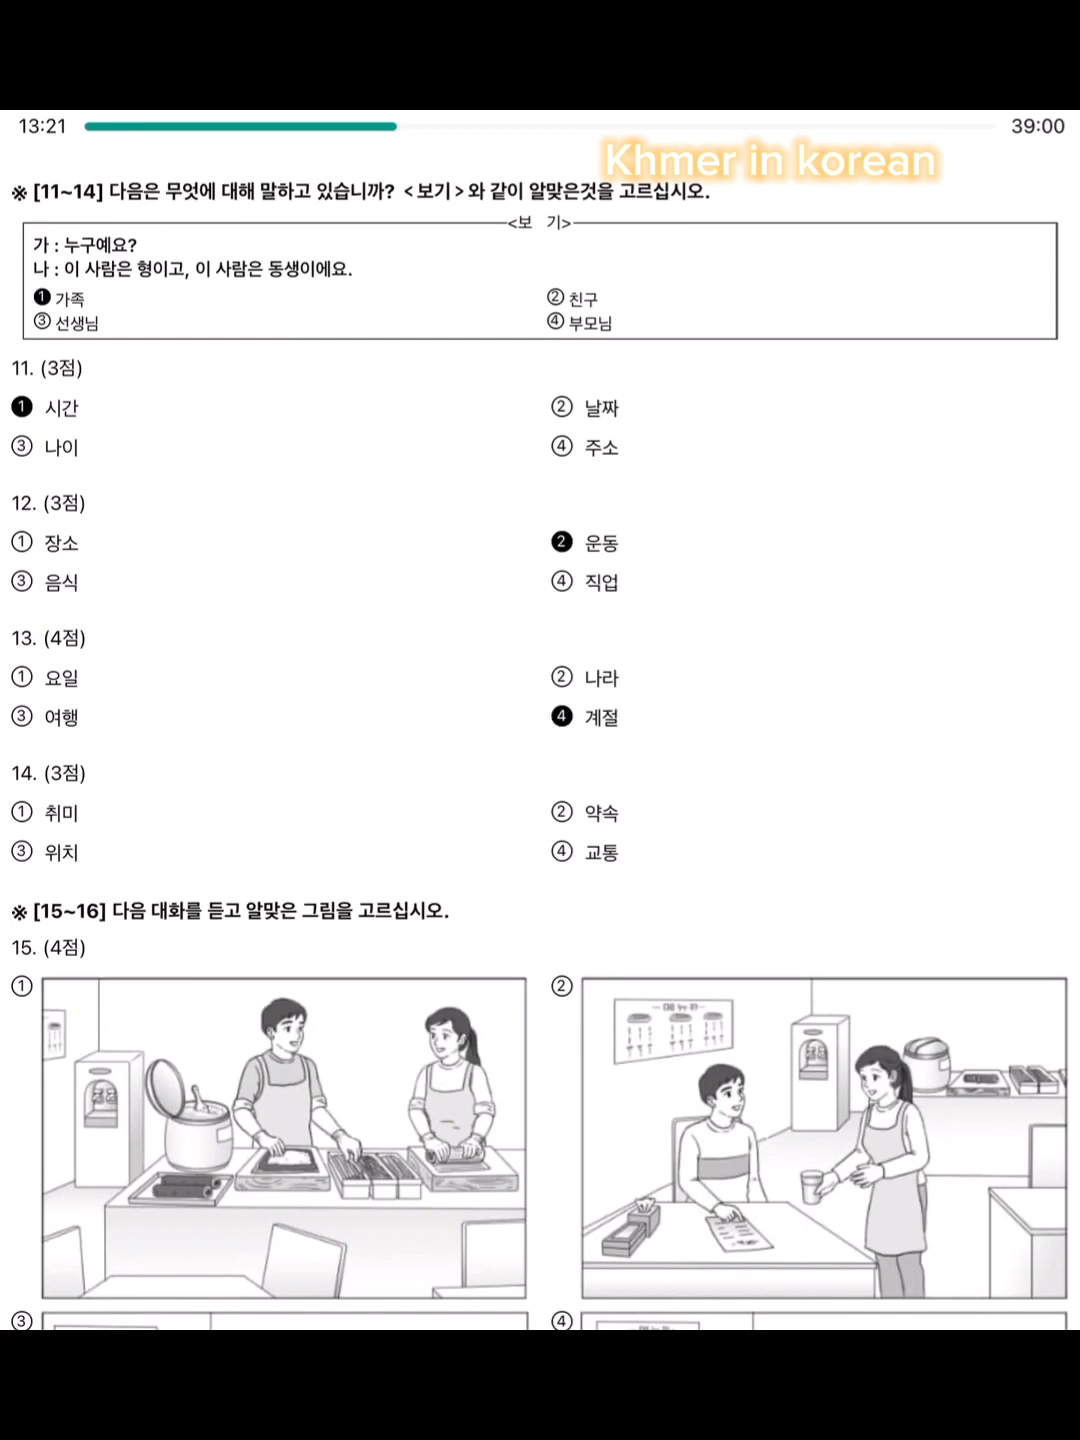 13:21 39:00
Khmer in korean
※ [11~14] 다음은 무엇에 대해 말하고 있습니까? <보기>와 같이 알맞은것을 고르십시오.
<보 기>
가 : 누구예요?
나 : 이 사람은 형이고, 이 사람은 동생이에요.
❶ 가족 ② 친구
③ 선생님 ④ 부모님
11. (3점)
❶ 시간 ② 날짜
③ 나이 ④ 주소
12. (3점)
① 장소 ❷ 운동
③ 음식 ④ 직업
13. (4점)
① 요일 ② 나라
③ 여행 ❹ 계절
14. (3점)
① 취미 ② 약속
③ 위치 ④ 교통
※ [15~16] 다음 대화를 듣고 알맞은 그림을 고르십시오.
15. (4점)
① ②
③ ④